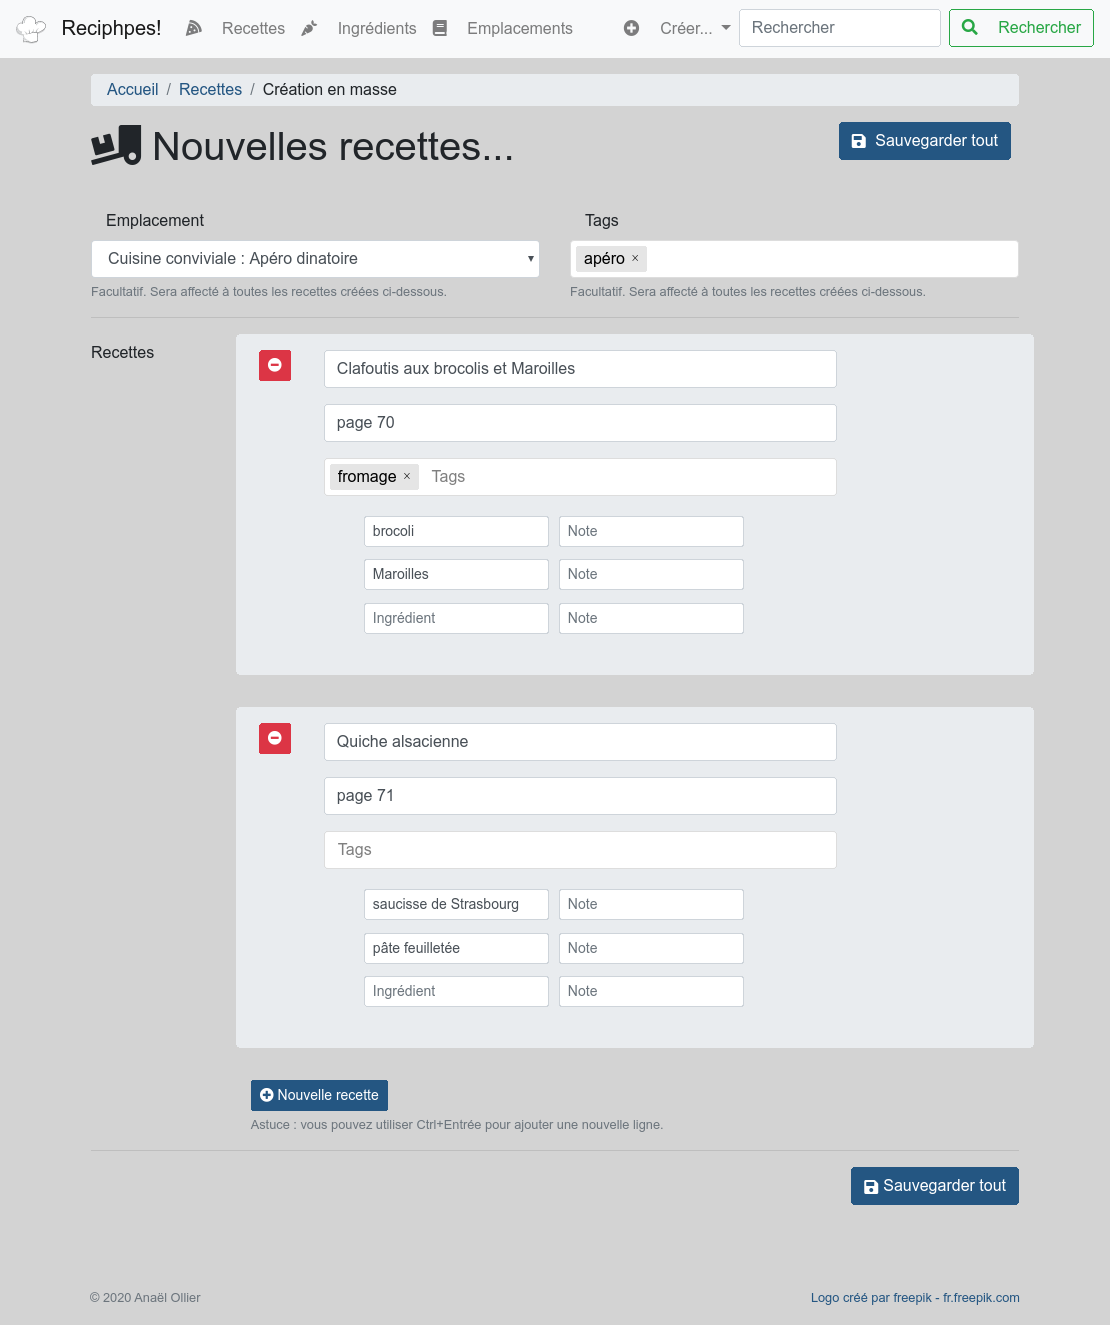 Reciphpes! Recettes Ingrédients Emplacements Créer... Rechercher Rechercher
Accueil / Recettes / Création en masse
Nouvelles recettes...
Sauvegarder tout
Emplacement
Tags
Cuisine conviviale : Apéro dinatoire
apéro ×
Facultatif. Sera affecté à toutes les recettes créées ci-dessous.
Facultatif. Sera affecté à toutes les recettes créées ci-dessous.
Recettes
Clafoutis aux brocolis et Maroilles
page 70
fromage × Tags
brocoli Note
Maroilles Note
Ingrédient Note
Quiche alsacienne
page 71
Tags
saucisse de Strasbourg Note
pâte feuilletée Note
Ingrédient Note
Nouvelle recette
Astuce : vous pouvez utiliser Ctrl+Entrée pour ajouter une nouvelle ligne.
Sauvegarder tout
© 2020 Anaël Ollier
Logo créé par freepik - fr.freepik.com